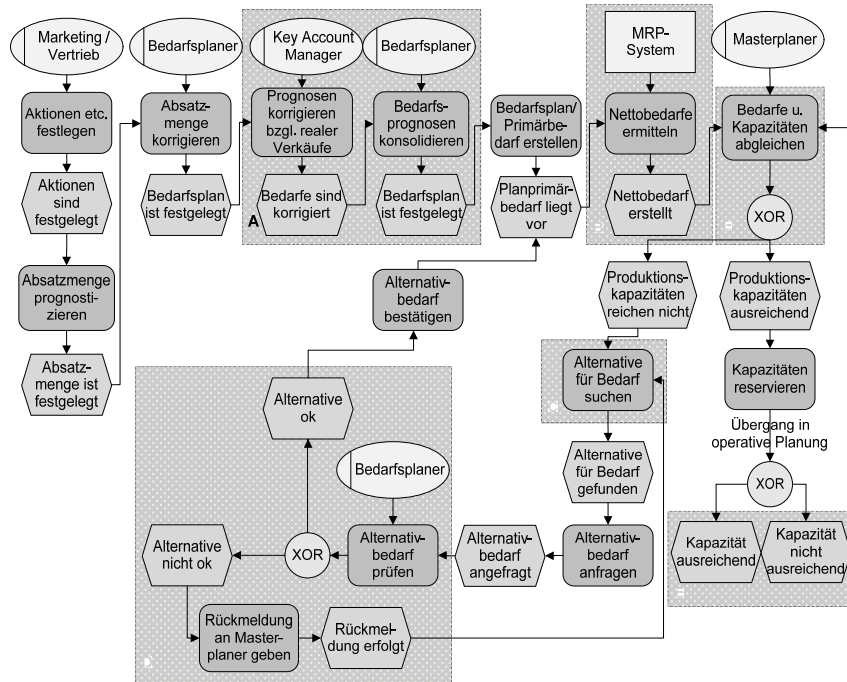 Marketing /
Vertrieb
Bedarfsplaner
Key Account
Manager
Bedarfsplaner
MRP-
System
Masterplaner
Aktionen etc.
festlegen
Absatz-
menge
korrigieren
Prognosen
korrigieren
bzgl. realer
Verkäufe
Bedarfs-
prognosen
konsolidieren
Bedarfsplan/
Primärbe-
darf erstellen
Nettobedarfe
ermitteln
Bedarfe u.
Kapazitäten
abgleichen
Aktionen
sind
festgelegt
Bedarfsplan
ist festgelegt
A
Bedarfe sind
korrigiert
Bedarfsplan
ist festgelegt
Planprimär-
bedarf liegt
vor
Nettobedarf
erstellt
XOR
Absatzmenge
prognosti-
zieren
Alternativ-
bedarf
bestätigen
Produktions-
kapazitäten
reichen nicht
Produktions-
kapazitäten
ausreichend
Absatz-
menge ist
festgelegt
Alternative
ok
Alternative
für Bedarf
suchen
Kapazitäten
reservieren
Übergang in
operative Planung
Bedarfsplaner
Alternative
für Bedarf
gefunden
XOR
Alternative
nicht ok
XOR
Alternativ-
bedarf
prüfen
Alternativ-
bedarf
angefragt
Alternativ-
bedarf
anfragen
Kapazität
ausreichend
Kapazität
nicht
ausreichend
Rückmeldung
an Master-
planer geben
Rückmel-
dung erfolgt